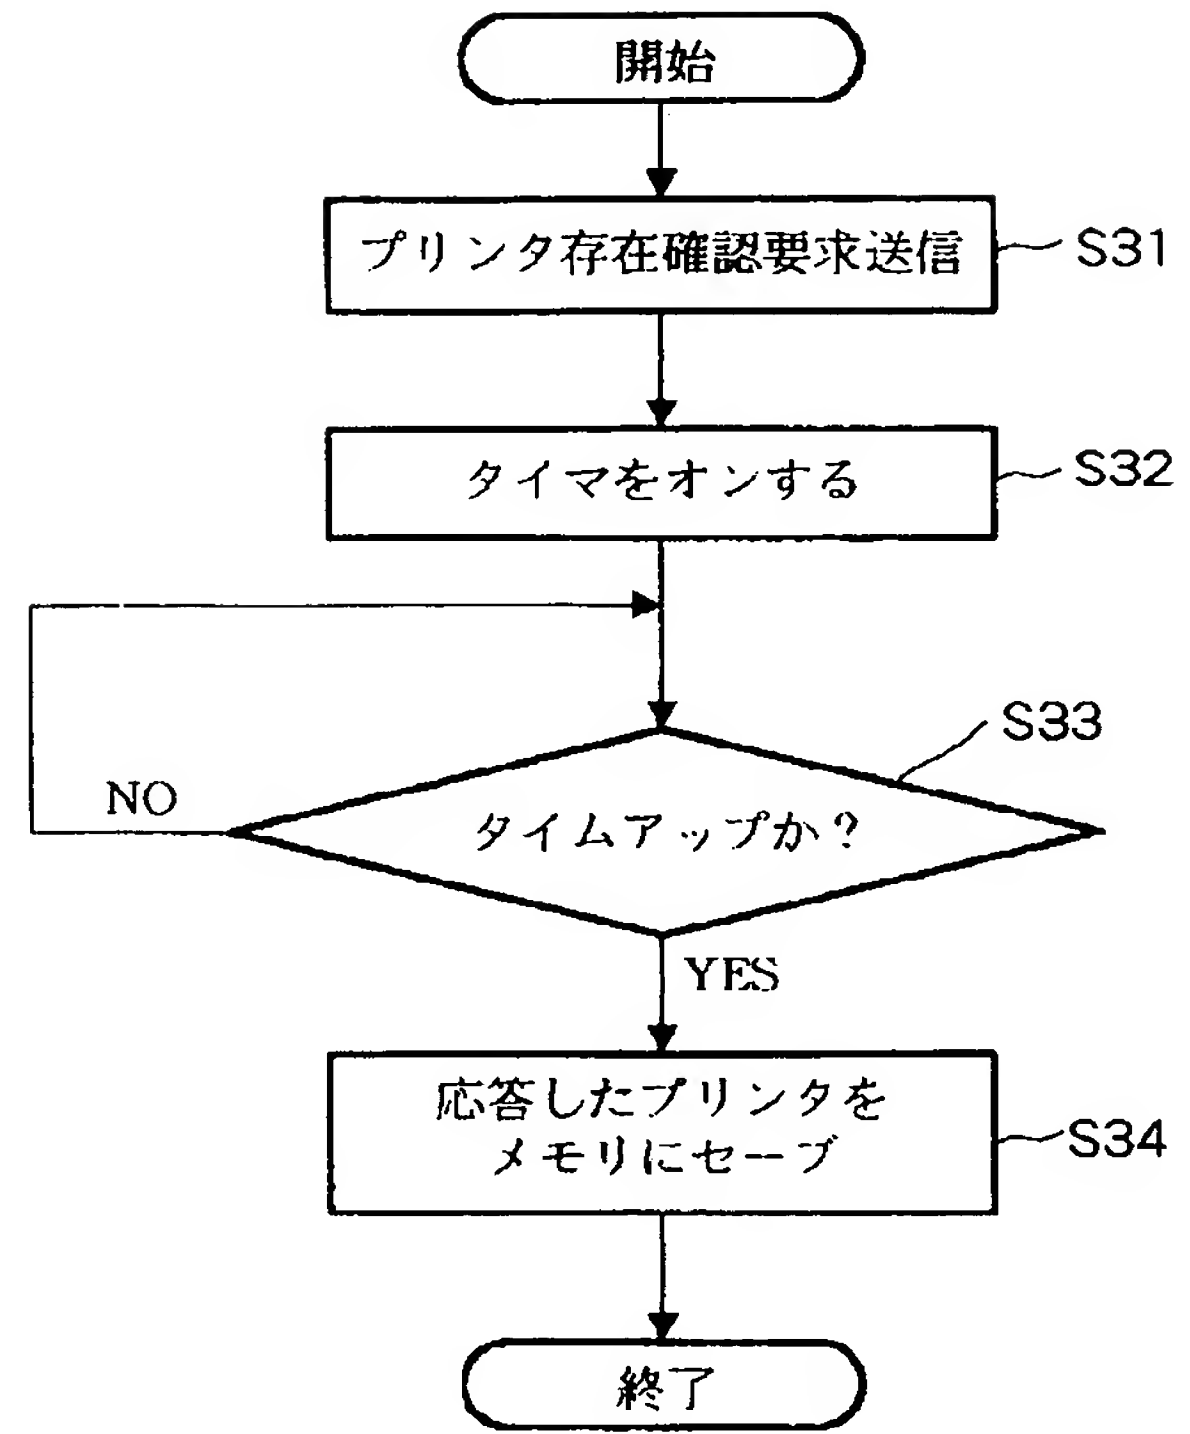 開始
プリンタ存在確認要求送信
S31
タイマをオンする
S32
S33
タイムアップか?
NO
YES
応答したプリンタを
メモリにセーブ
S34
終了